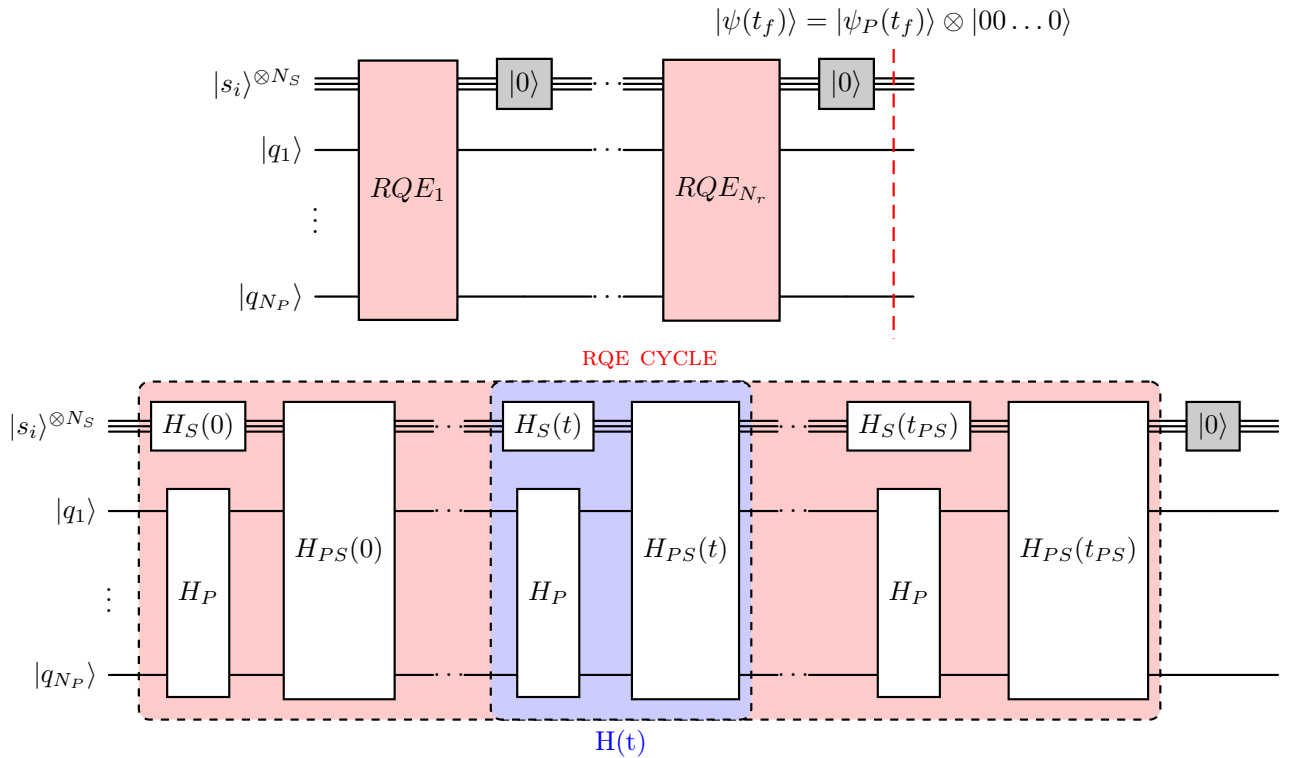 |ψ(t_f)⟩ = |ψ_P(t_f)⟩ ⊗ |00 … 0⟩
|s_i⟩^{⊗N_S} |0⟩ ··· |0⟩
|q_1⟩ ···
RQE_1 RQE_{N_r}
⋮
|q_{N_P}⟩ ···
RQE CYCLE
|s_i⟩^{⊗N_S} H_S(0) ··· H_S(t) ··· H_S(t_{PS}) |0⟩
|q_1⟩ ··· ···
H_{PS}(0) H_{PS}(t) H_{PS}(t_{PS})
⋮ H_P H_P H_P
|q_{N_P}⟩ ··· ···
H(t)